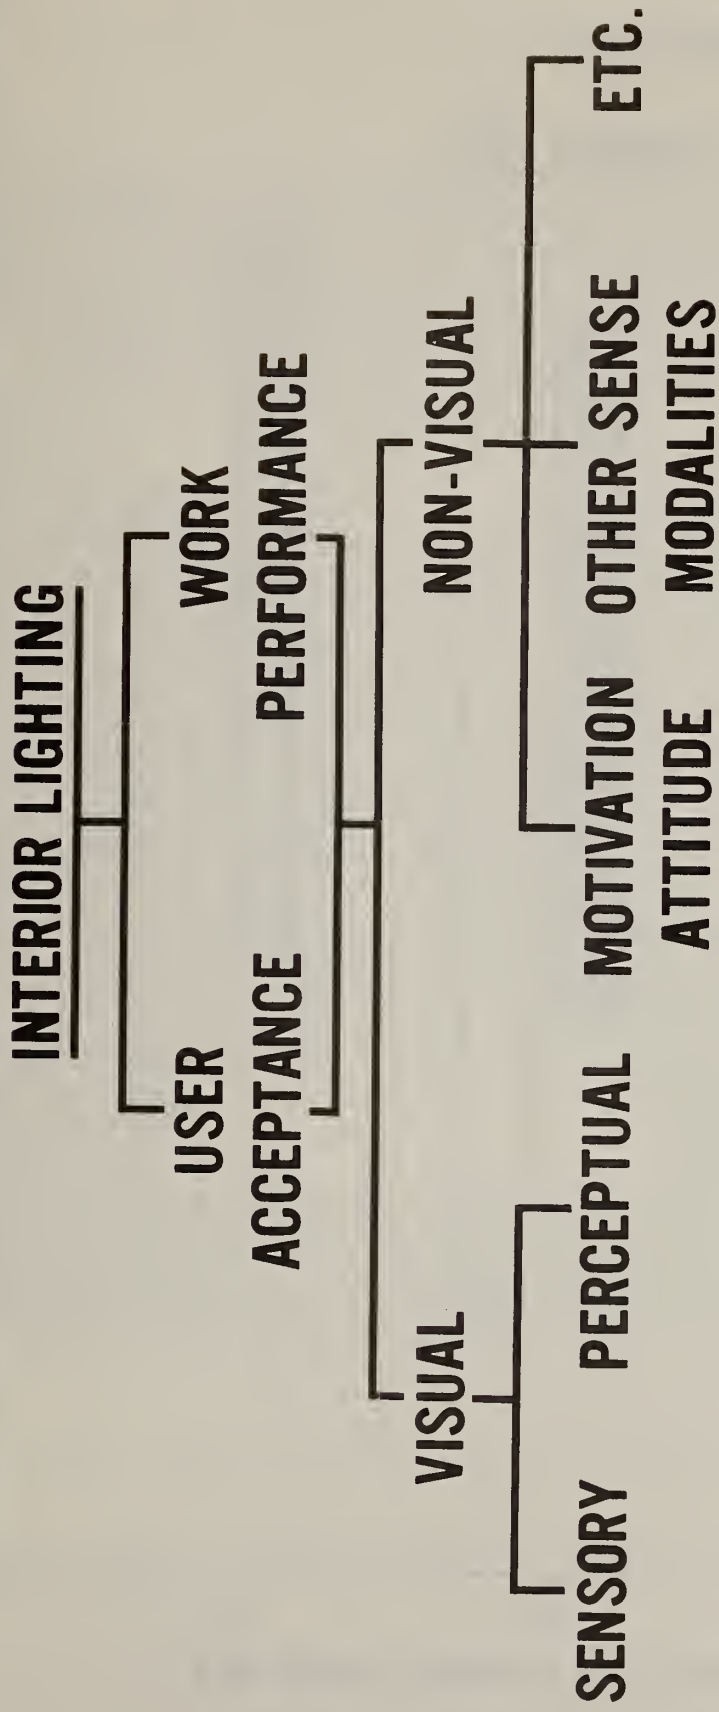 INTERIOR LIGHTING
USER
ACCEPTANCE
WORK
PERFORMANCE
VISUAL
NON-VISUAL
SENSORY
PERCEPTUAL
MOTIVATION
ATTITUDE
OTHER SENSE
MODALITIES
ETC.